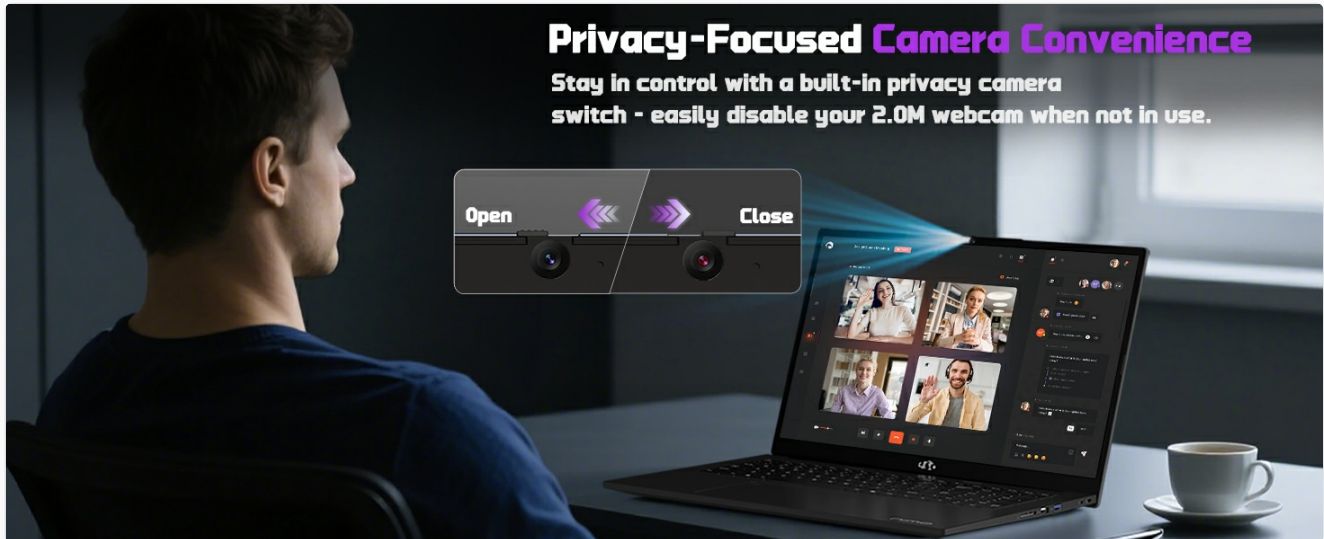 Privacy-Focused Camera Convenience
Stay in control with a built-in privacy camera
switch - easily disable your 2.0M webcam when not in use.
Open
Close